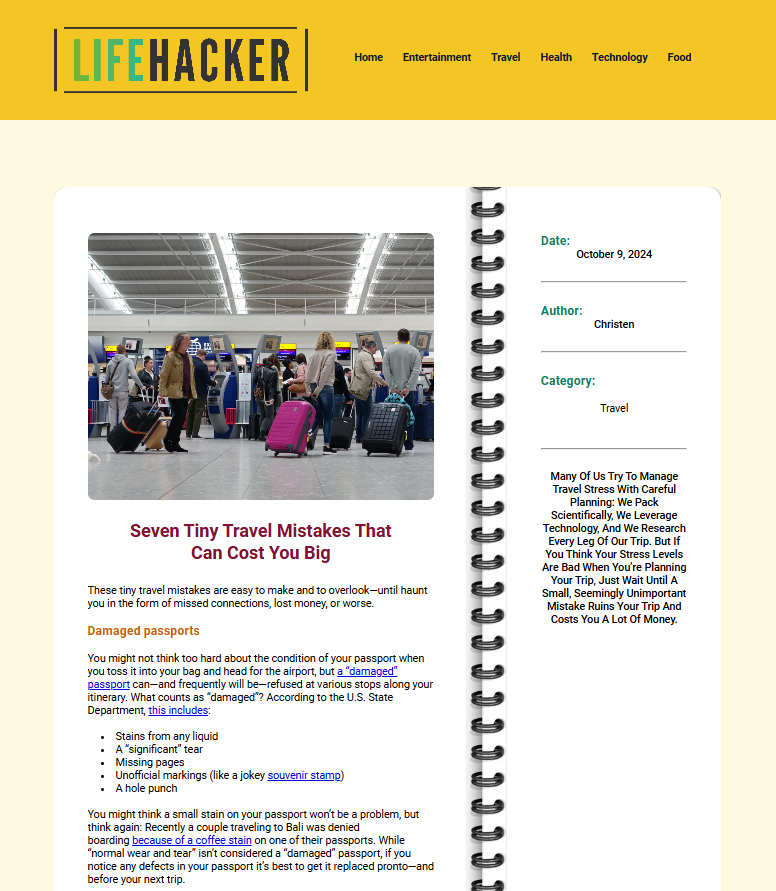 LIFEHACKER
Home Entertainment Travel Health Technology Food
Seven Tiny Travel Mistakes That
Can Cost You Big
These tiny travel mistakes are easy to make and to overlook—until haunt
you in the form of missed connections, lost money, or worse.
Damaged passports
You might not think too hard about the condition of your passport when
you toss it into your bag and head for the airport, but a “damaged”
passport can—and frequently will be—refused at various stops along your
itinerary. What counts as “damaged”? According to the U.S. State
Department, this includes:
• Stains from any liquid
• A “significant” tear
• Missing pages
• Unofficial markings (like a jokey souvenir stamp)
• A hole punch
You might think a small stain on your passport won’t be a problem, but
think again: Recently a couple traveling to Bali was denied
boarding because of a coffee stain on one of their passports. While
“normal wear and tear” isn’t considered a “damaged” passport, if you
notice any defects in your passport it’s best to get it replaced pronto—and
before your next trip.
Date:
October 9, 2024
Author:
Christen
Category:
Travel
Many Of Us Try To Manage
Travel Stress With Careful
Planning: We Pack
Scientifically, We Leverage
Technology, And We Research
Every Leg Of Our Trip. But If
You Think Your Stress Levels
Are Bad When You’re Planning
Your Trip, Just Wait Until A
Small, Seemingly Unimportant
Mistake Ruins Your Trip And
Costs You A Lot Of Money.